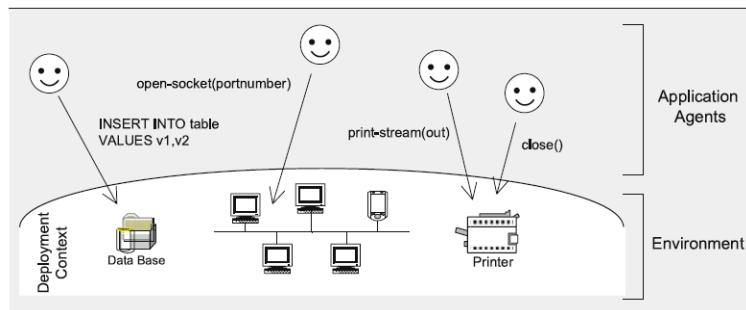 open-socket(portnumber)
INSERT INTO table
VALUES v1,v2
print-stream(out)
close()
Application
Agents
Deployment
Context
Data Base
Printer
Environment